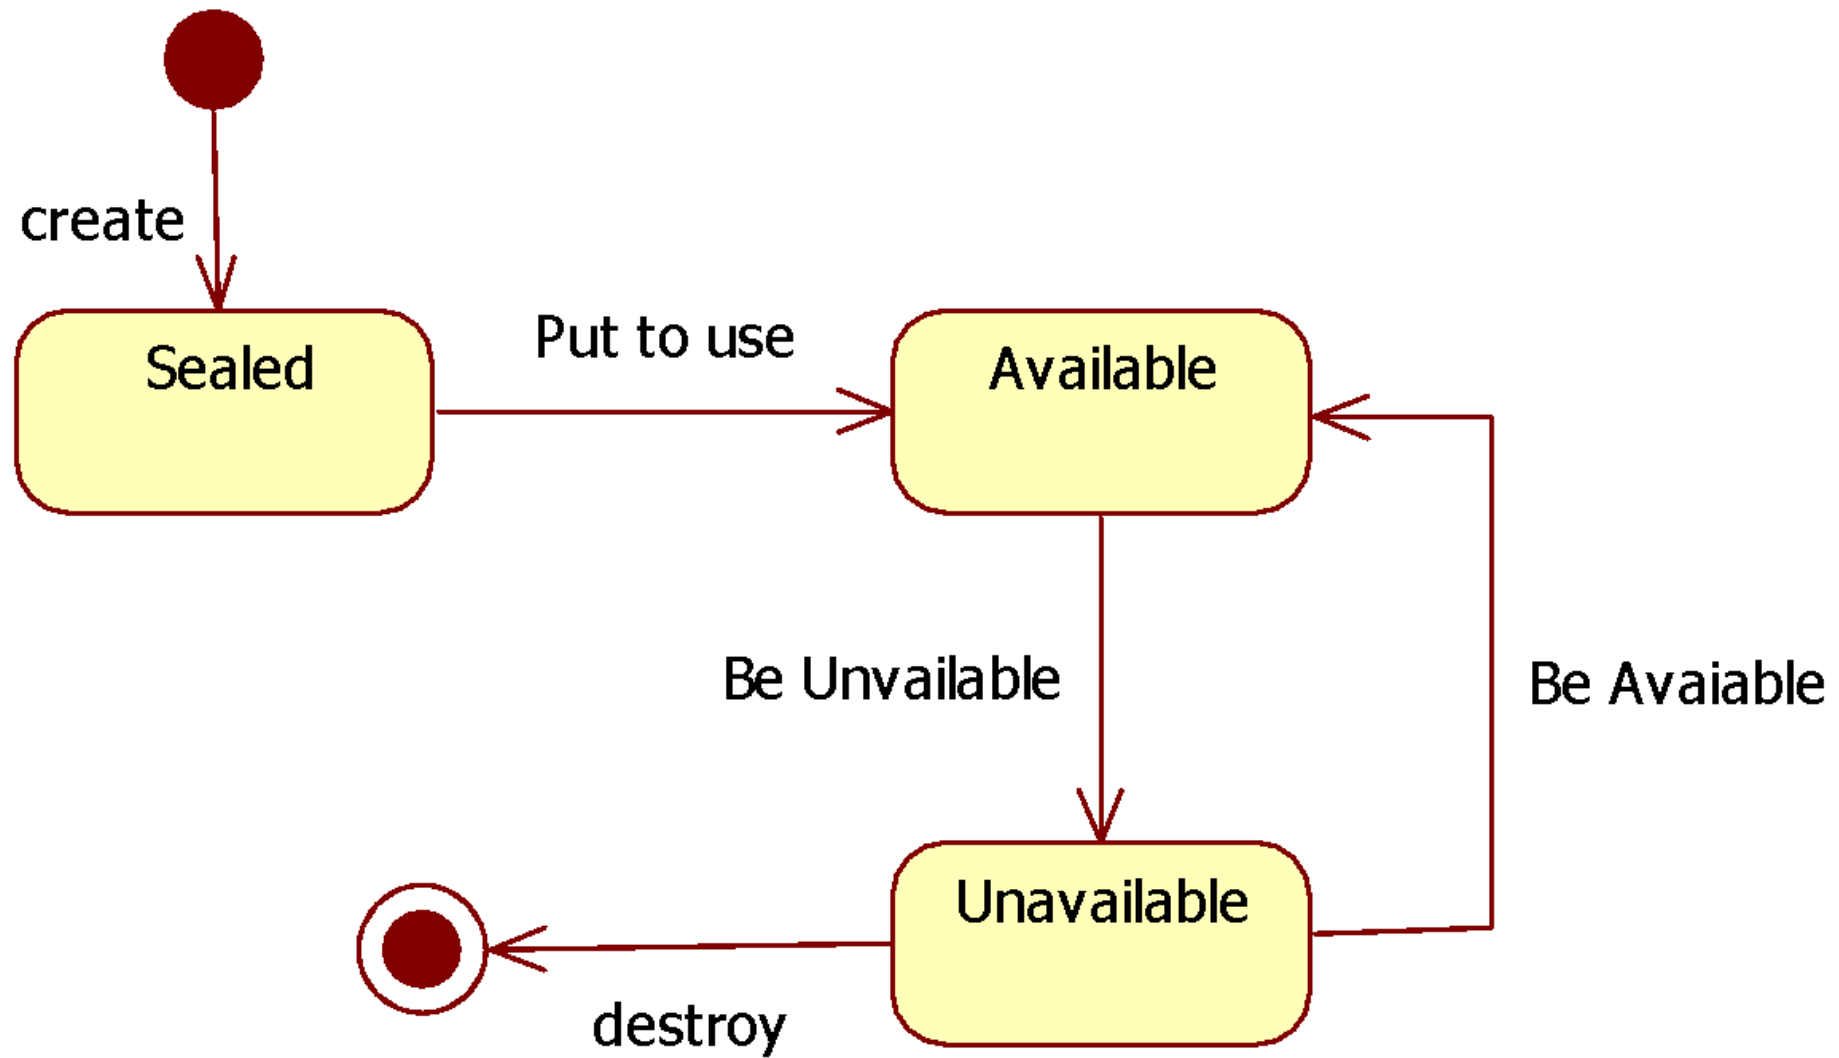 create
Sealed
Put to use
Available
Be Unvailable
Be Avaiable
Unavailable
destroy